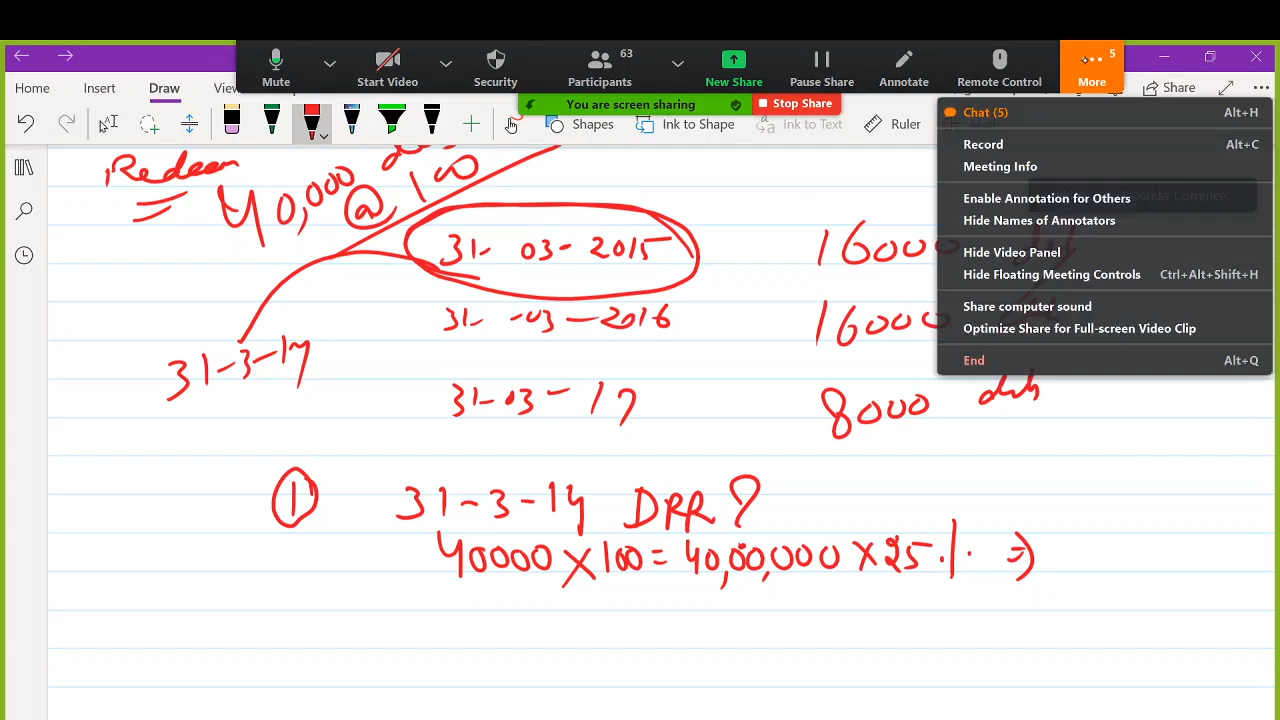 Mute
Start Video
Security
Participants
63
New Share
Pause Share
Annotate
Remote Control
More
5
You are screen sharing
Stop Share
Home
Insert
Draw
Share
Shapes
Ink to Shape
Ink to Text
Ruler
Chat (5) Alt+H
Record Alt+C
Meeting Info
Enable Annotation for Others
Hide Names of Annotators
Hide Video Panel
Hide Floating Meeting Controls Ctrl+Alt+Shift+H
Share computer sound
Optimize Share for Full-screen Video Clip
End Alt+Q
Redeem
40,000
@ 100
31- 03- 2015 16000
31- -03-2016 16000
31-3-14
31-03-17 8000 deb
1 31-3-14 DRR ?
40000 X 100 = 40,00,000 X 25 % =>